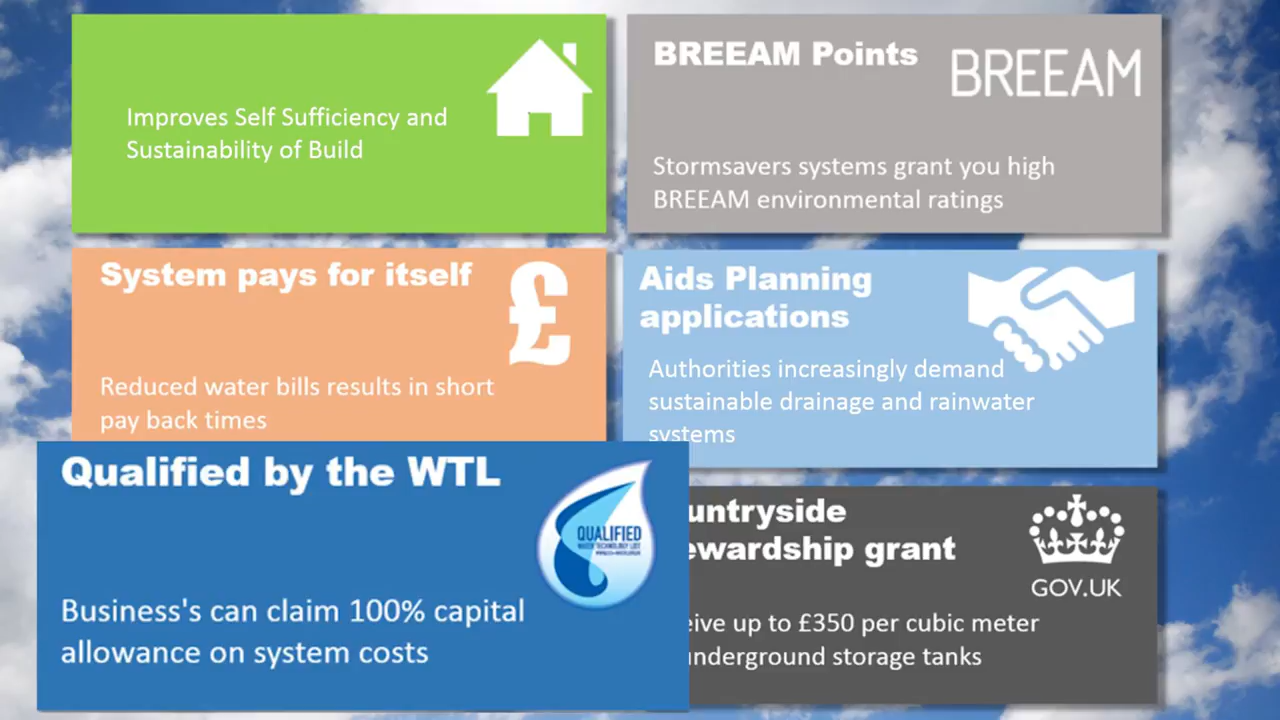 Improves Self Sufficiency and
Sustainability of Build
BREEAM Points
BREEAM
Stormsavers systems grant you high
BREEAM environmental ratings
System pays for itself
£
Reduced water bills results in short
pay back times
Aids Planning
applications
Authorities increasingly demand
sustainable drainage and rainwater
systems
Qualified by the WTL
QUALIFIED
Business's can claim 100% capital
allowance on system costs
untryside
ewardship grant
GOV.UK
eive up to £350 per cubic meter
underground storage tanks